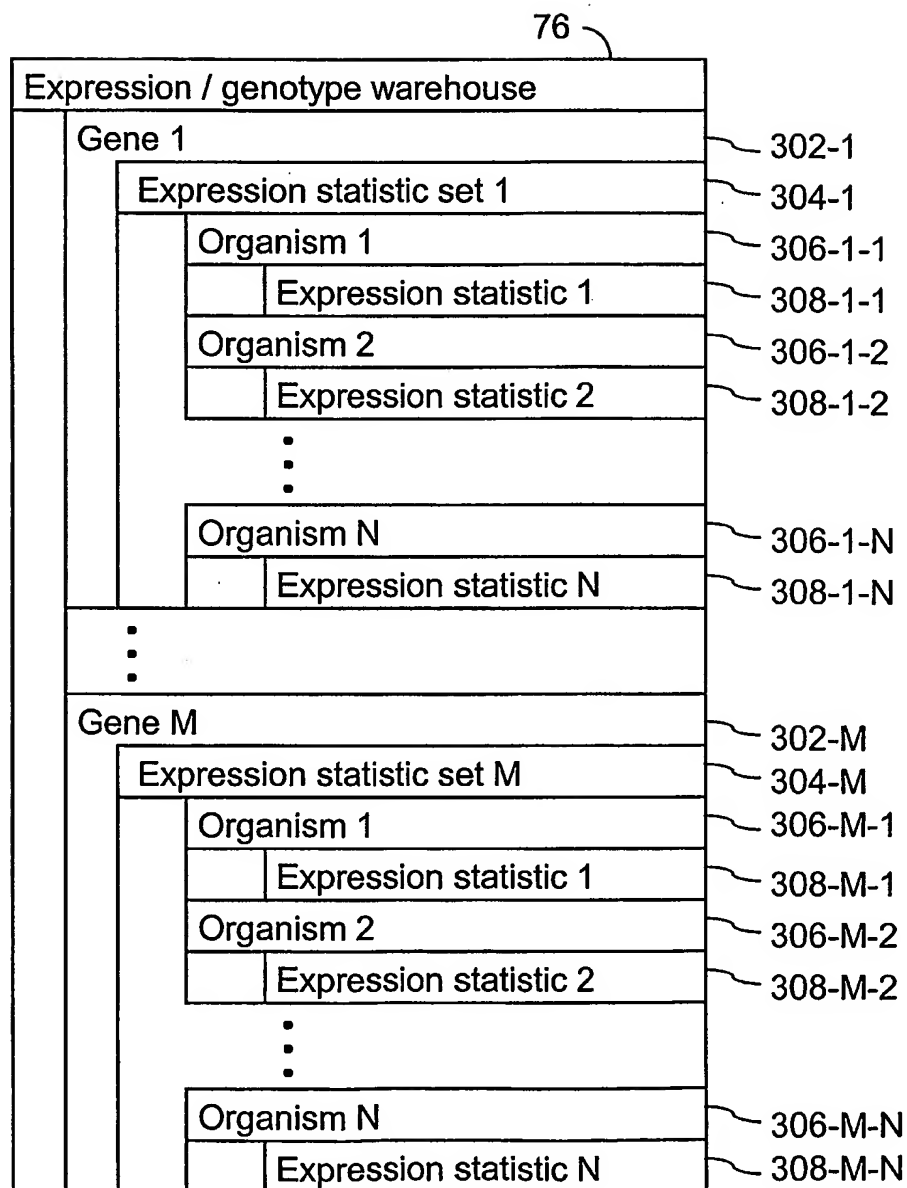 76
Expression / genotype warehouse
Gene 1 302-1
Expression statistic set 1 304-1
Organism 1 306-1-1
Expression statistic 1 308-1-1
Organism 2 306-1-2
Expression statistic 2 308-1-2
Organism N 306-1-N
Expression statistic N 308-1-N
Gene M 302-M
Expression statistic set M 304-M
Organism 1 306-M-1
Expression statistic 1 308-M-1
Organism 2 306-M-2
Expression statistic 2 308-M-2
Organism N 306-M-N
Expression statistic N 308-M-N